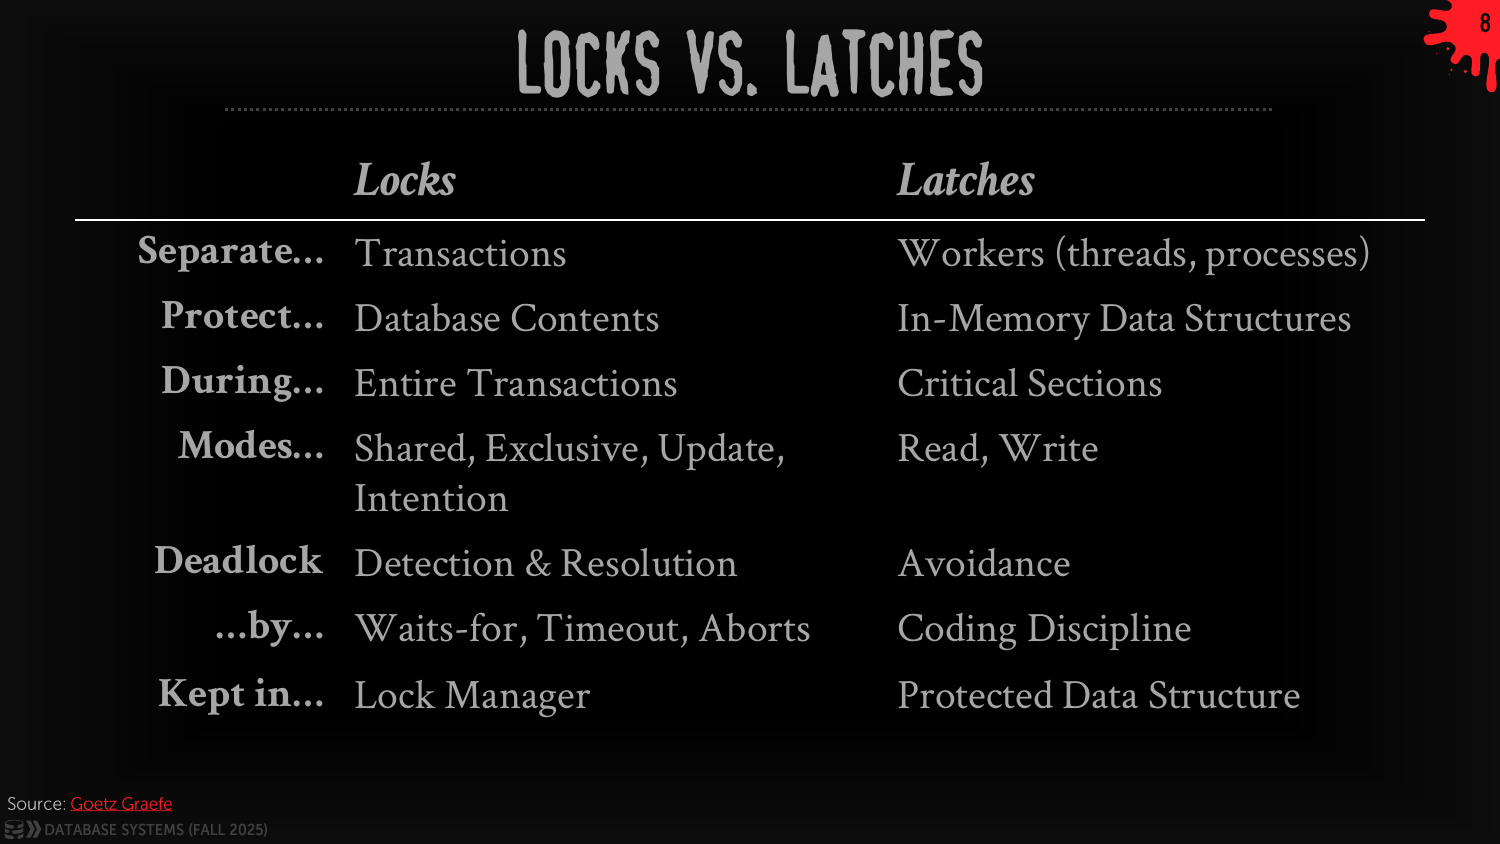 LOCKS VS. LATCHES
8
Locks Latches
Separate... Transactions Workers (threads, processes)
Protect... Database Contents In-Memory Data Structures
During... Entire Transactions Critical Sections
Modes... Shared, Exclusive, Update, Read, Write
Intention
Deadlock Detection & Resolution Avoidance
...by... Waits-for, Timeout, Aborts Coding Discipline
Kept in... Lock Manager Protected Data Structure
Source: Goetz Graefe
DATABASE SYSTEMS (FALL 2025)